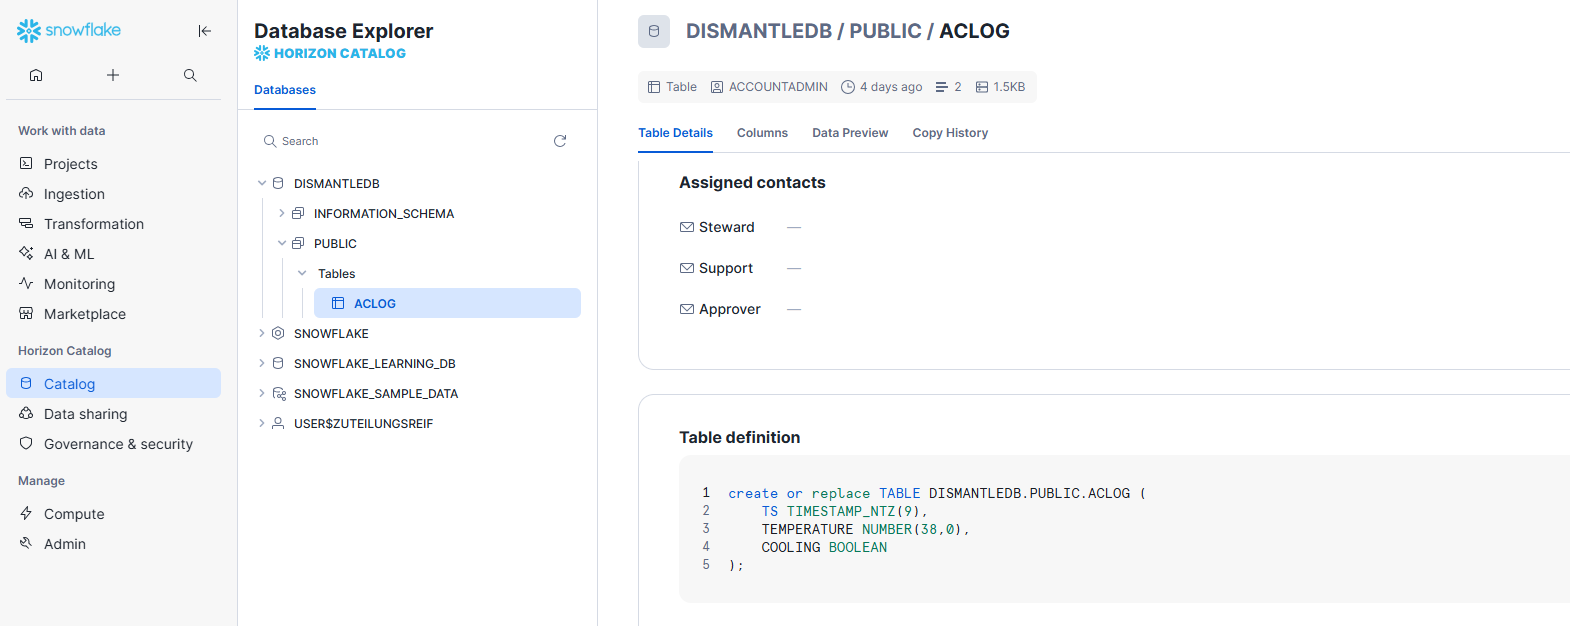 snowflake
Work with data
Projects
Ingestion
Transformation
AI & ML
Monitoring
Marketplace
Horizon Catalog
Catalog
Data sharing
Governance & security
Manage
Compute
Admin
Database Explorer
HORIZON CATALOG
Databases
Search
DISMANTLEDB
INFORMATION_SCHEMA
PUBLIC
Tables
ACLOG
SNOWFLAKE
SNOWFLAKE_LEARNING_DB
SNOWFLAKE_SAMPLE_DATA
USER$ZUTEILUNGSREIF
DISMANTLEDB / PUBLIC / ACLOG
Table ACCOUNTADMIN 4 days ago 2 1.5KB
Table Details Columns Data Preview Copy History
Assigned contacts
Steward —
Support —
Approver —
Table definition
1 create or replace TABLE DISMANTLEDB.PUBLIC.ACLOG (
2 TS TIMESTAMP_NTZ(9),
3 TEMPERATURE NUMBER(38,0),
4 COOLING BOOLEAN
5 );